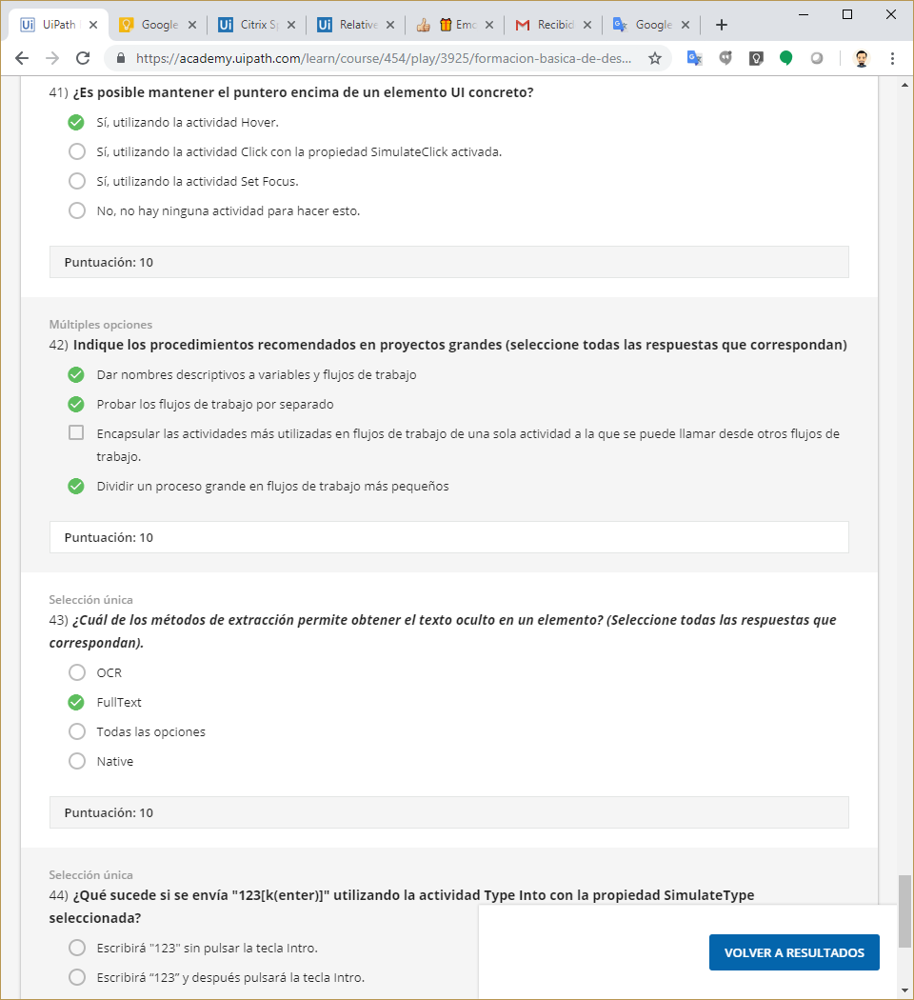 UiPath
Google
Citrix Sp
Relative
Emo
Recibid
Google
https://academy.uipath.com/learn/course/454/play/3925/formacion-basica-de-des...
41) ¿Es posible mantener el puntero encima de un elemento UI concreto?
Sí, utilizando la actividad Hover.
Sí, utilizando la actividad Click con la propiedad SimulateClick activada.
Sí, utilizando la actividad Set Focus.
No, no hay ninguna actividad para hacer esto.
Puntuación: 10
Múltiples opciones
42) Indique los procedimientos recomendados en proyectos grandes (seleccione todas las respuestas que correspondan)
Dar nombres descriptivos a variables y flujos de trabajo
Probar los flujos de trabajo por separado
Encapsular las actividades más utilizadas en flujos de trabajo de una sola actividad a la que se puede llamar desde otros flujos de
trabajo.
Dividir un proceso grande en flujos de trabajo más pequeños
Puntuación: 10
Selección única
43) ¿Cuál de los métodos de extracción permite obtener el texto oculto en un elemento? (Seleccione todas las respuestas que
correspondan).
OCR
FullText
Todas las opciones
Native
Puntuación: 10
Selección única
44) ¿Qué sucede si se envía "123[k(enter)]" utilizando la actividad Type Into con la propiedad SimulateType
seleccionada?
Escribirá "123" sin pulsar la tecla Intro.
Escribirá “123” y después pulsará la tecla Intro.
VOLVER A RESULTADOS